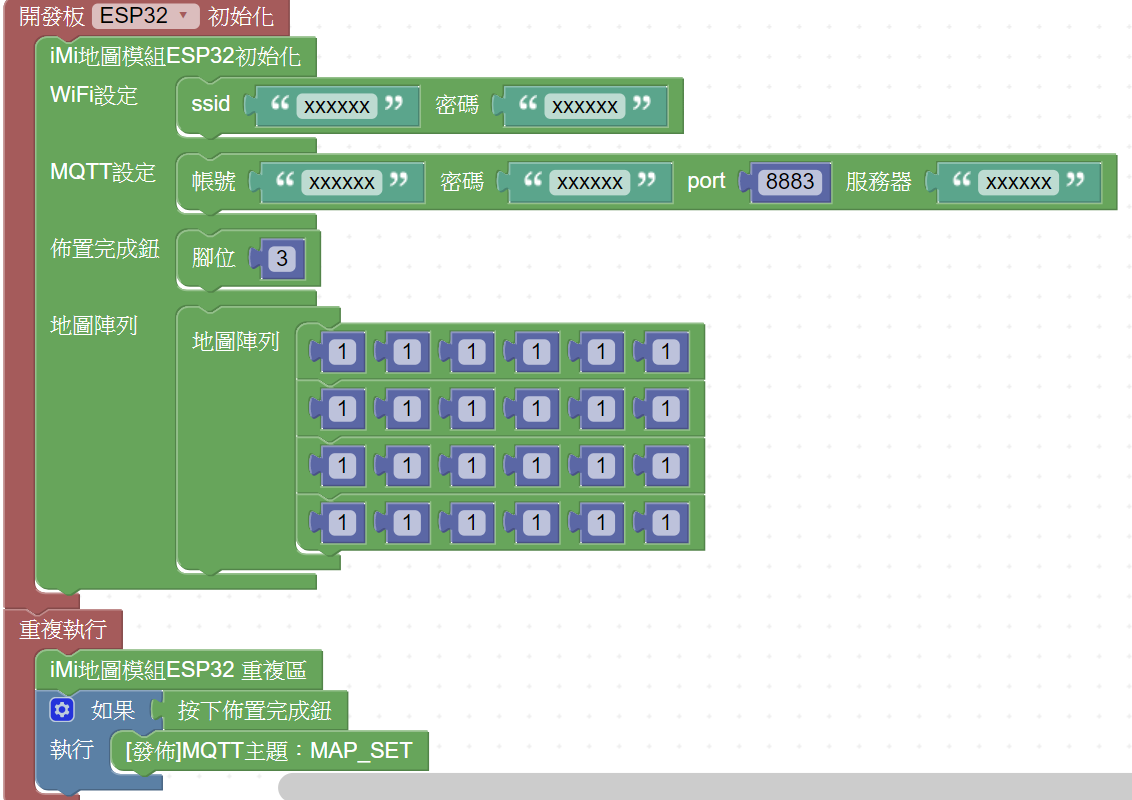 開發板 ESP32 初始化
iMi地圖模組ESP32初始化
WiFi設定 ssid “ xxxxxx ” 密碼 “ xxxxxx ”
MQTT設定 帳號 “ xxxxxx ” 密碼 “ xxxxxx ” port 8883 服務器 “ xxxxxx ”
佈置完成鈕 腳位 3
地圖陣列 地圖陣列 1 1 1 1 1 1
1 1 1 1 1 1
1 1 1 1 1 1
1 1 1 1 1 1
重複執行
iMi地圖模組ESP32 重複區
如果 按下佈置完成鈕
執行 [發佈]MQTT主題：MAP_SET